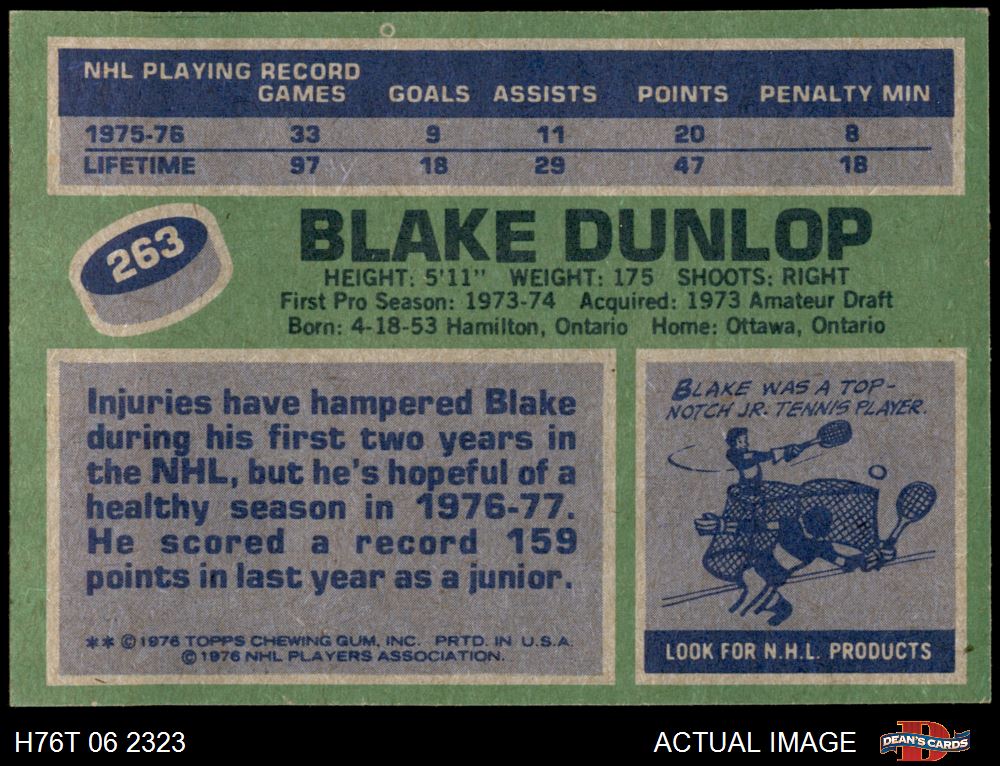 NHL PLAYING RECORD
GAMES GOALS ASSISTS POINTS PENALTY MIN
1975-76 33 9 11 20 8
LIFETIME 97 18 29 47 18
263
BLAKE DUNLOP
HEIGHT: 5'11" WEIGHT: 175 SHOOTS: RIGHT
First Pro Season: 1973-74 Acquired: 1973 Amateur Draft
Born: 4-18-53 Hamilton, Ontario Home: Ottawa, Ontario
Injuries have hampered Blake
during his first two years in
the NHL, but he's hopeful of a
healthy season in 1976-77.
He scored a record 159
points in last year as a junior.
** © 1976 TOPPS CHEWING GUM, INC. PRTD. IN U.S.A.
© 1976 NHL PLAYERS ASSOCIATION.
BLAKE WAS A TOP-
NOTCH JR. TENNIS PLAYER.
LOOK FOR N.H.L. PRODUCTS
H76T 06 2323
ACTUAL IMAGE
D
DEAN'S CARDS